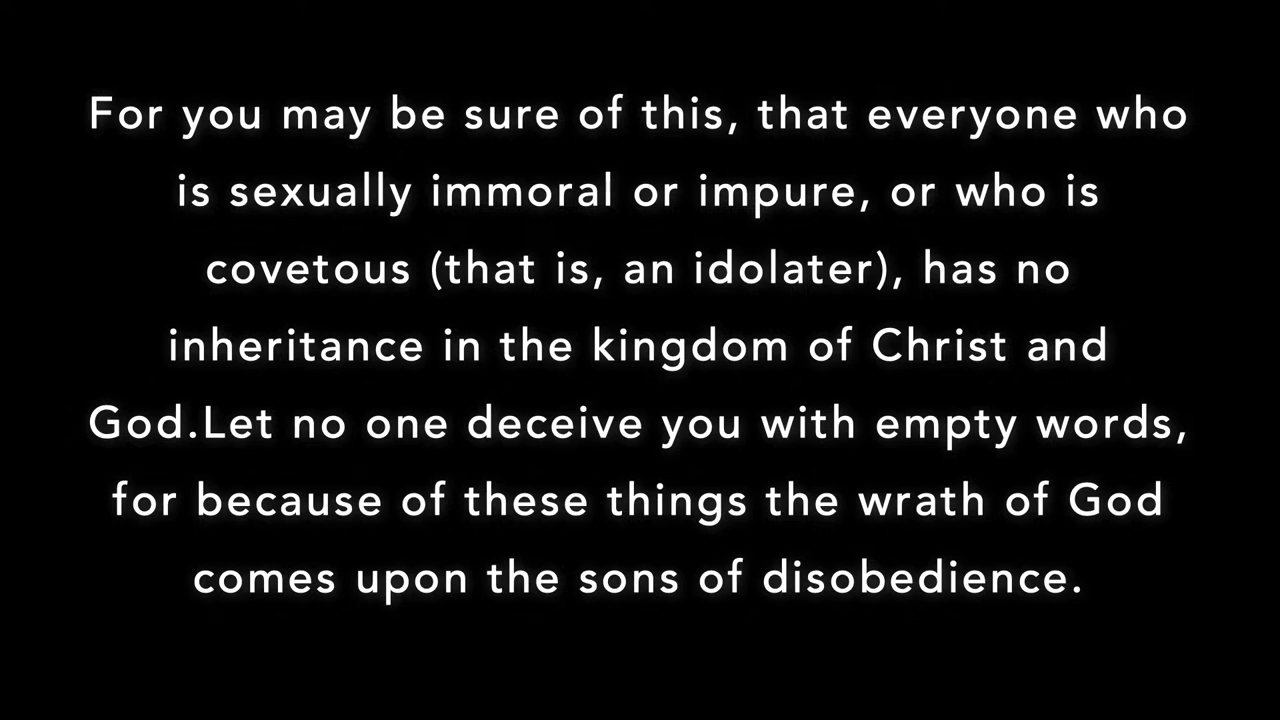 For you may be sure of this, that everyone who
is sexually immoral or impure, or who is
covetous (that is, an idolater), has no
inheritance in the kingdom of Christ and
God.Let no one deceive you with empty words,
for because of these things the wrath of God
comes upon the sons of disobedience.